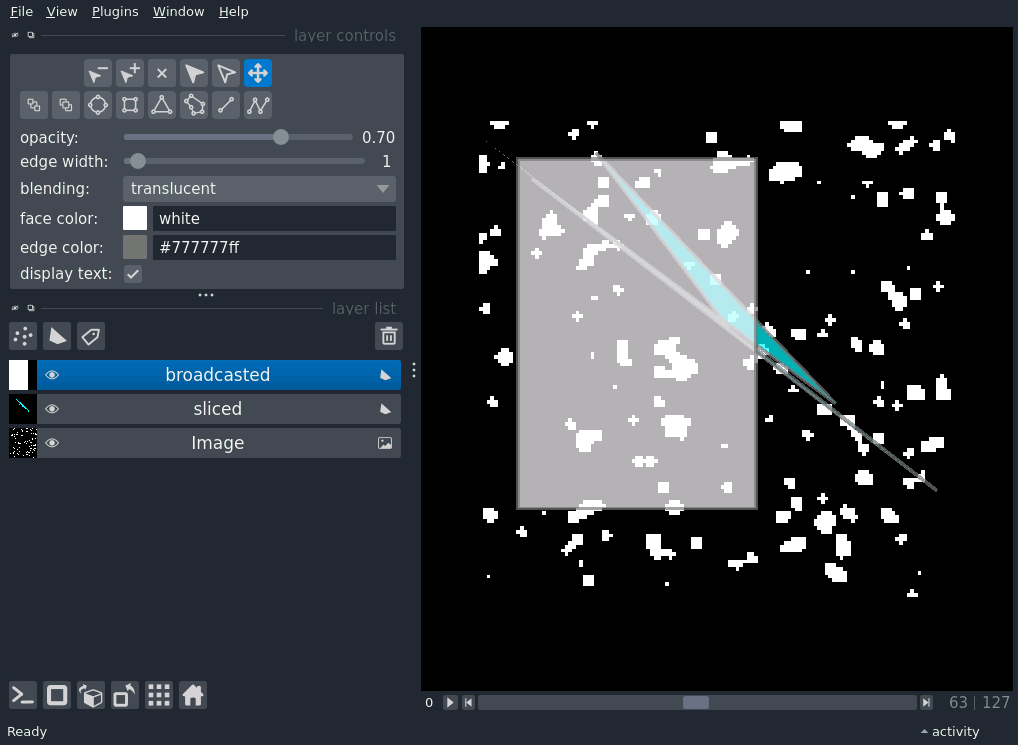 File View Plugins Window Help
layer controls
opacity: 0.70
edge width: 1
blending: translucent
face color: white
edge color: #777777ff
display text:
layer list
broadcasted
sliced
Image
0 63 | 127
Ready activity